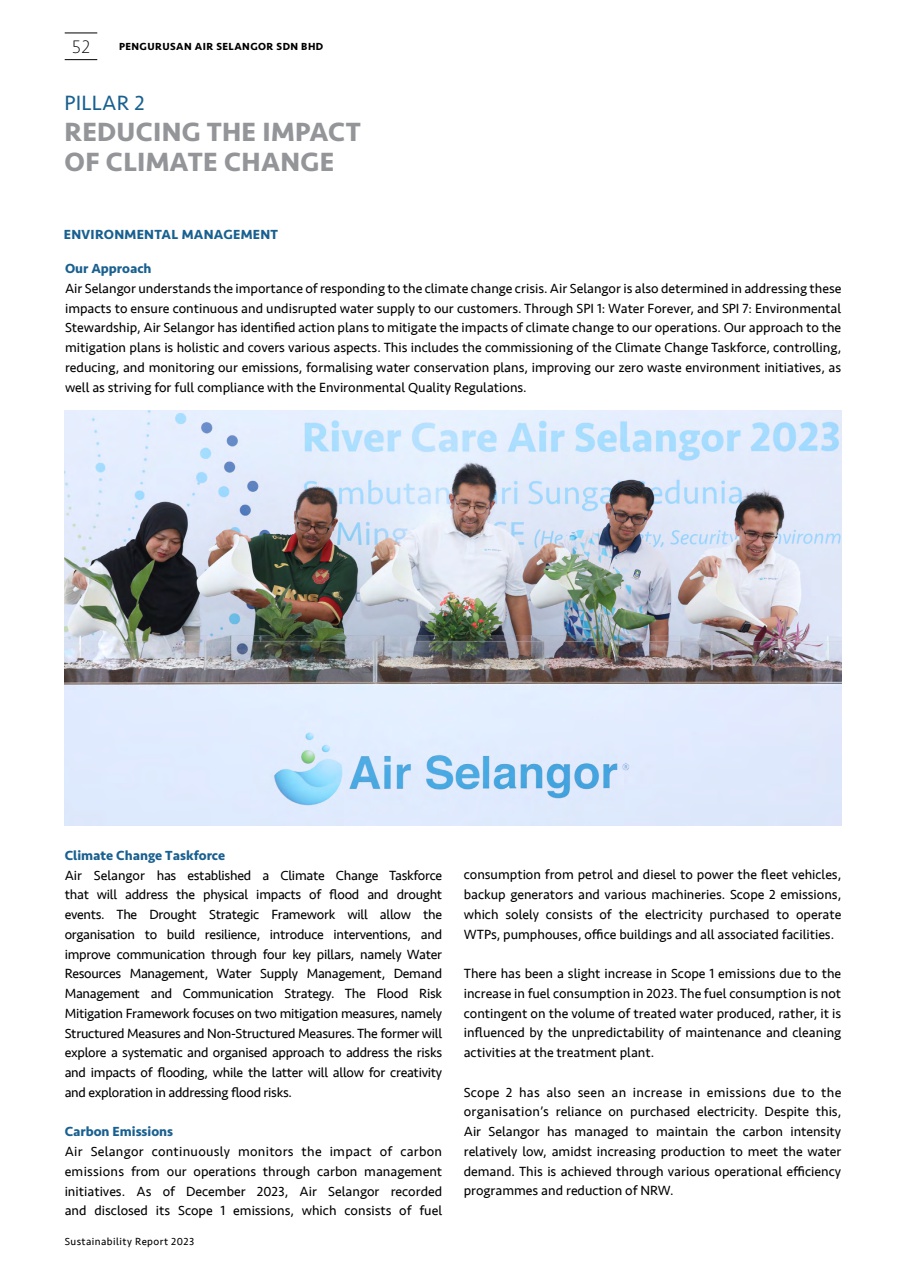 52
PENGURUSAN AIR SELANGOR SDN BHD
PILLAR 2
REDUCING THE IMPACT
OF CLIMATE CHANGE
ENVIRONMENTAL MANAGEMENT
Our Approach
Air Selangor understands the importance of responding to the climate change crisis. Air Selangor is also determined in addressing these
impacts to ensure continuous and undisrupted water supply to our customers. Through SPI 1: Water Forever, and SPI 7: Environmental
Stewardship, Air Selangor has identified action plans to mitigate the impacts of climate change to our operations. Our approach to the
mitigation plans is holistic and covers various aspects. This includes the commissioning of the Climate Change Taskforce, controlling,
reducing, and monitoring our emissions, formalising water conservation plans, improving our zero waste environment initiatives, as
well as striving for full compliance with the Environmental Quality Regulations.
River Care Air Selangor 2023
Sungai
Security
Air Selangor®
Climate Change Taskforce
Air Selangor has established a Climate Change Taskforce
that will address the physical impacts of flood and drought
events. The Drought Strategic Framework will allow the
organisation to build resilience, introduce interventions, and
improve communication through four key pillars, namely Water
Resources Management, Water Supply Management, Demand
Management and Communication Strategy. The Flood Risk
Mitigation Framework focuses on two mitigation measures, namely
Structured Measures and Non-Structured Measures. The former will
explore a systematic and organised approach to address the risks
and impacts of flooding, while the latter will allow for creativity
and exploration in addressing flood risks.
Carbon Emissions
Air Selangor continuously monitors the impact of carbon
emissions from our operations through carbon management
initiatives. As of December 2023, Air Selangor recorded
and disclosed its Scope 1 emissions, which consists of fuel
consumption from petrol and diesel to power the fleet vehicles,
backup generators and various machineries. Scope 2 emissions,
which solely consists of the electricity purchased to operate
WTPs, pumphouses, office buildings and all associated facilities.
There has been a slight increase in Scope 1 emissions due to the
increase in fuel consumption in 2023. The fuel consumption is not
contingent on the volume of treated water produced, rather, it is
influenced by the unpredictability of maintenance and cleaning
activities at the treatment plant.
Scope 2 has also seen an increase in emissions due to the
organisation's reliance on purchased electricity. Despite this,
Air Selangor has managed to maintain the carbon intensity
relatively low, amidst increasing production to meet the water
demand. This is achieved through various operational efficiency
programmes and reduction of NRW.
Sustainability Report 2023